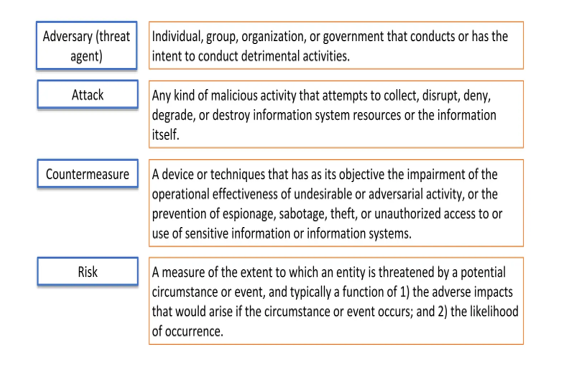 Adversary (threat
agent)
Individual, group, organization, or government that conducts or has the
intent to conduct detrimental activities.
Attack
Any kind of malicious activity that attempts to collect, disrupt, deny,
degrade, or destroy information system resources or the information
itself.
Countermeasure
A device or techniques that has as its objective the impairment of the
operational effectiveness of undesirable or adversarial activity, or the
prevention of espionage, sabotage, theft, or unauthorized access to or
use of sensitive information or information systems.
Risk
A measure of the extent to which an entity is threatened by a potential
circumstance or event, and typically a function of 1) the adverse impacts
that would arise if the circumstance or event occurs; and 2) the likelihood
of occurrence.